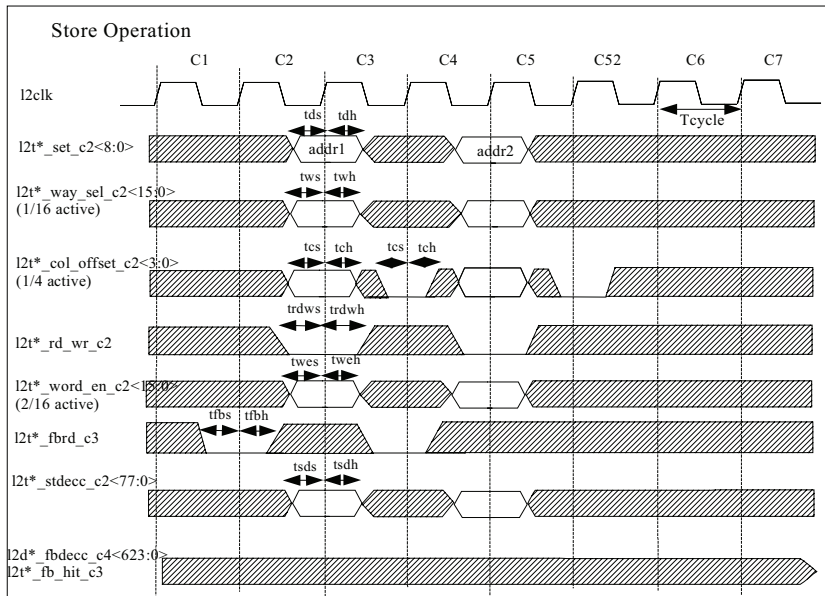 Store Operation
C1 C2 C3 C4 C5 C52 C6 C7
l2clk
Tcycle
tds tdh
l2t*_set_c2<8:0>
addr1 addr2
l2t*_way_sel_c2<15:0>
tws twh
(1/16 active)
tcs tch tcs tch
l2t*_col_offset_c2<3:0>
(1/4 active)
trdws trdwh
l2t*_rd_wr_c2
twes tweh
l2t*_word_en_c2<15:0>
(2/16 active)
tfbs tfbh
l2t*_fbrd_c3
tsds tsdh
l2t*_stdecc_c2<77:0>
l2d*_fbdecc_c4<623:0>
l2t*_fb_hit_c3